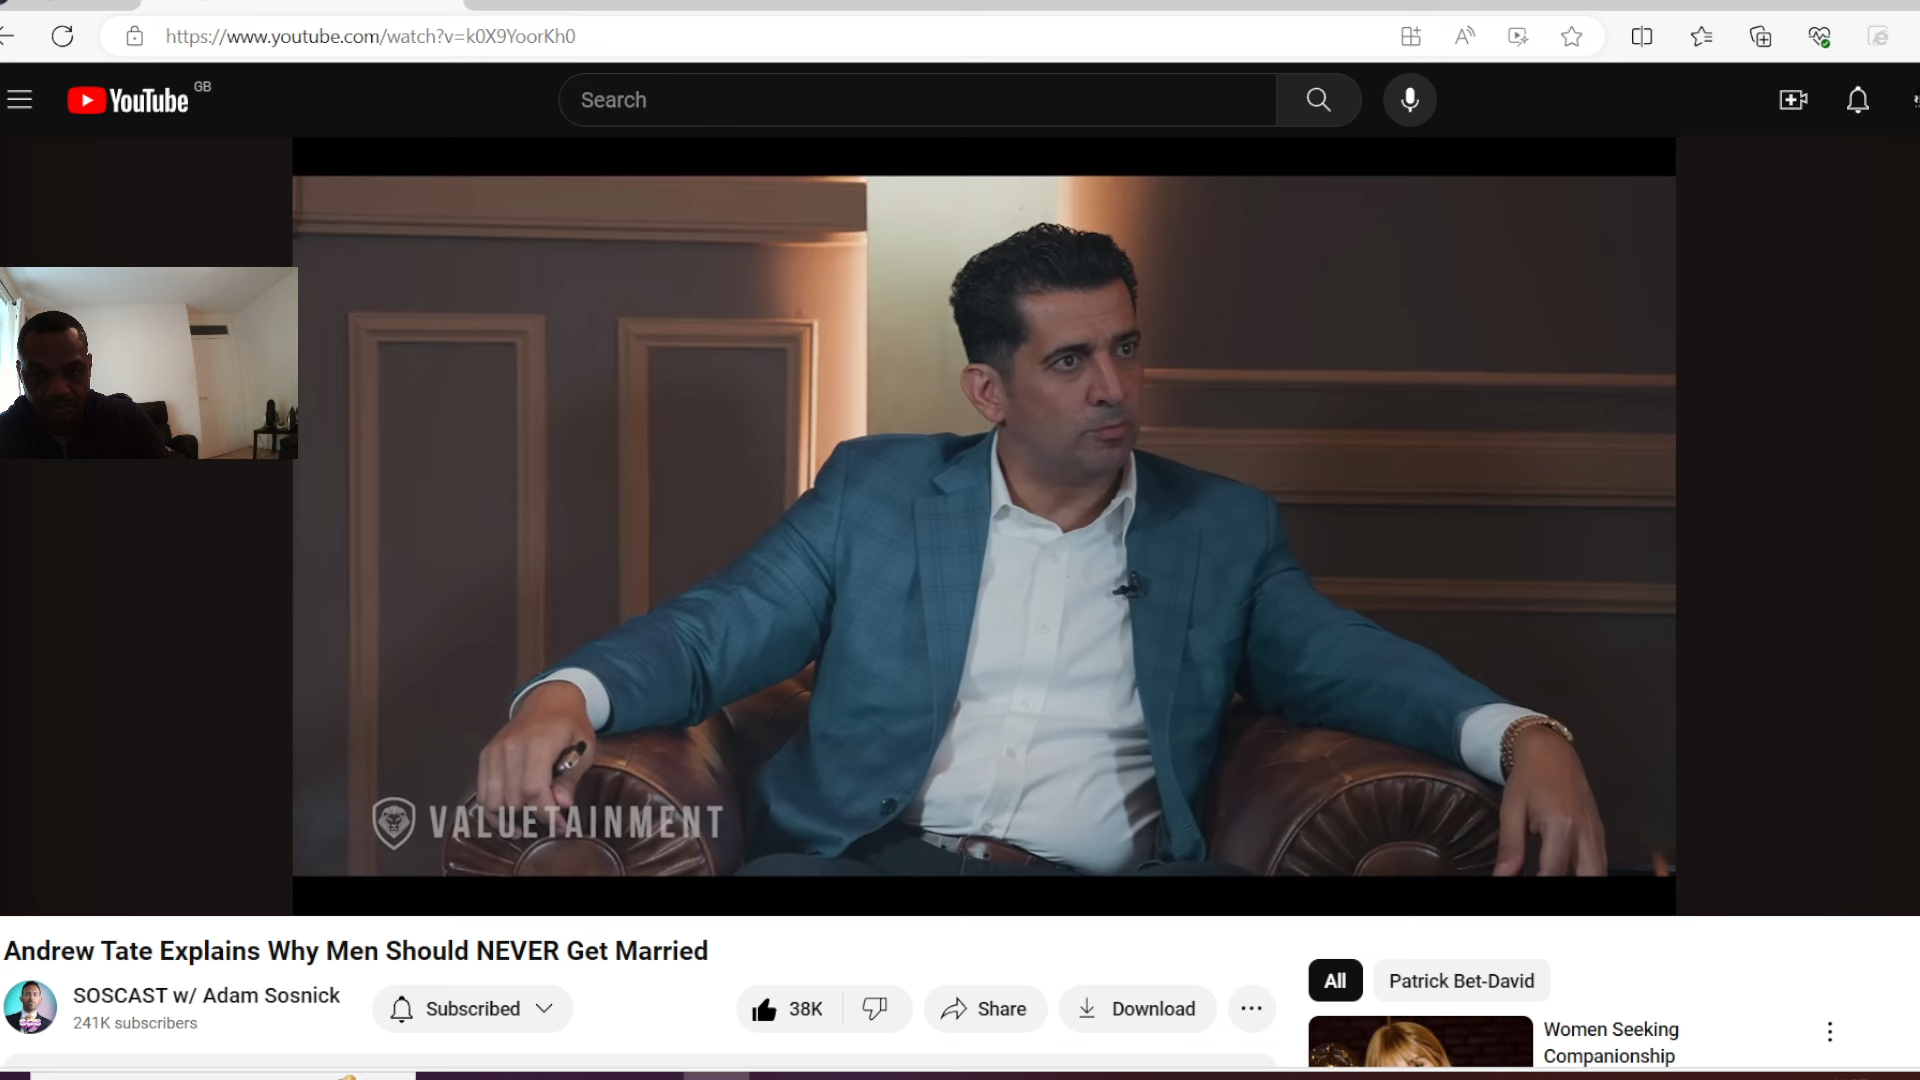 https://www.youtube.com/watch?v=k0X9YoorKh0
YouTube GB
Search
VALUETAINMENT
Andrew Tate Explains Why Men Should NEVER Get Married
SOSCAST w/ Adam Sosnick
241K subscribers
Subscribed
38K
Share
Download
All
Patrick Bet-David
Women Seeking
Companionship